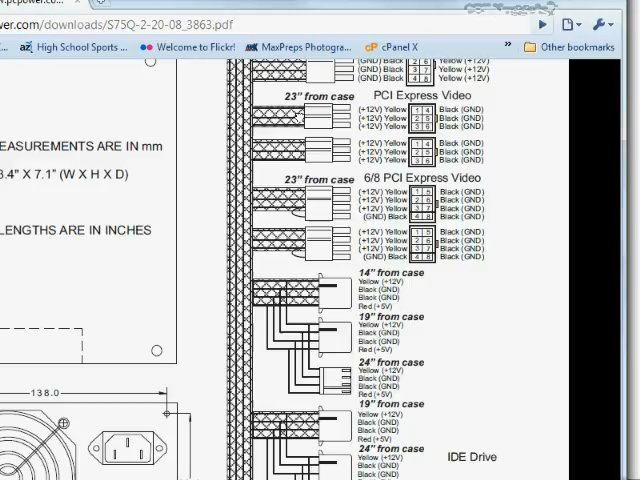 ower.com/downloads/S75Q-2-20-08_3863.pdf
High School Sports ...
Welcome to Flickr!
MaxPreps Photogra...
cPanel X
»
Other bookmarks
(GND) Black 2 6 Yellow (+12V)
(GND) Black 3 7 Yellow (+12V)
4 8 Yellow (+12V)
PCI Express Video
23" from case
(+12V) Yellow 1 4 Black (GND)
(+12V) Yellow 2 5 Black (GND)
(+12V) Yellow 3 6 Black (GND)
(+12V) Yellow 1 4 Black (GND)
(+12V) Yellow 2 5 Black (GND)
(+12V) Yellow 3 6 Black (GND)
6/8 PCI Express Video
23" from case
(+12V) Yellow 1 5 Black (GND)
(+12V) Yellow 2 6 Black (GND)
(+12V) Yellow 3 7 Black (GND)
(GND) Black 4 8 Black (GND)
(+12V) Yellow 1 5 Black (GND)
(+12V) Yellow 2 6 Black (GND)
(+12V) Yellow 3 7 Black (GND)
(GND) Black 4 8 Black (GND)
EASUREMENTS ARE IN mm
3.4" X 7.1" (W X H X D)
LENGTHS ARE IN INCHES
14" from case
Yellow (+12V)
Black (GND)
Black (GND)
Red (+5V)
19" from case
Yellow (+12V)
Black (GND)
Black (GND)
Red (+5V)
24" from case
Yellow (+12V)
Black (GND)
Black (GND)
Red (+5V)
138.0
19" from case
Yellow (+12V)
Black (GND)
Black (GND)
Red (+5V)
24" from case
Yellow (+12V)
Black (GND)
Black (GND)
IDE Drive